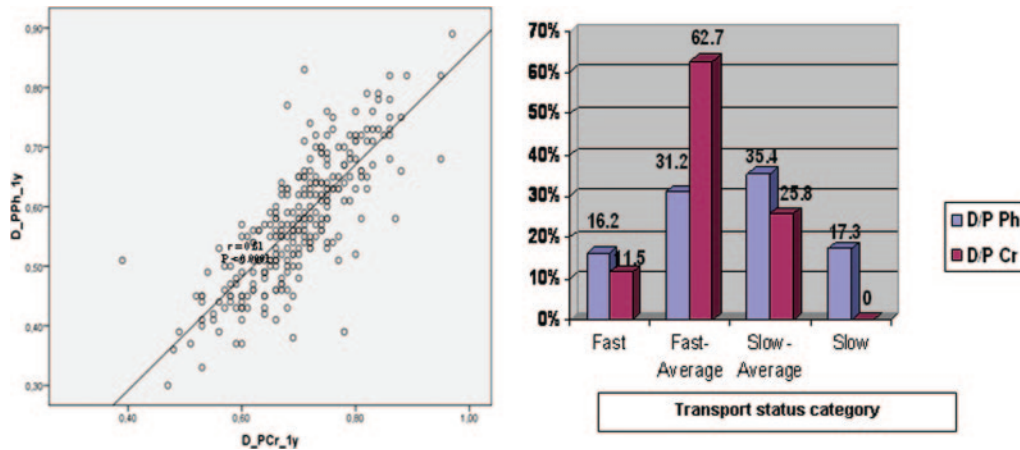 0,90
0,80
0,70
0,60
0,50
0,40
0,30
D_PPh_1y
P <0.0001
0,40
0,60
0,80
1,00
D_PCr_1y
70%
60%
50%
40%
30%
20%
10%
0%
16.2
11.5
31.2
62.7
35.4
25.8
17.3
0
Fast
Fast-
Average
Slow -
Average
Slow
D/P Ph
D/P Cr
Transport status category